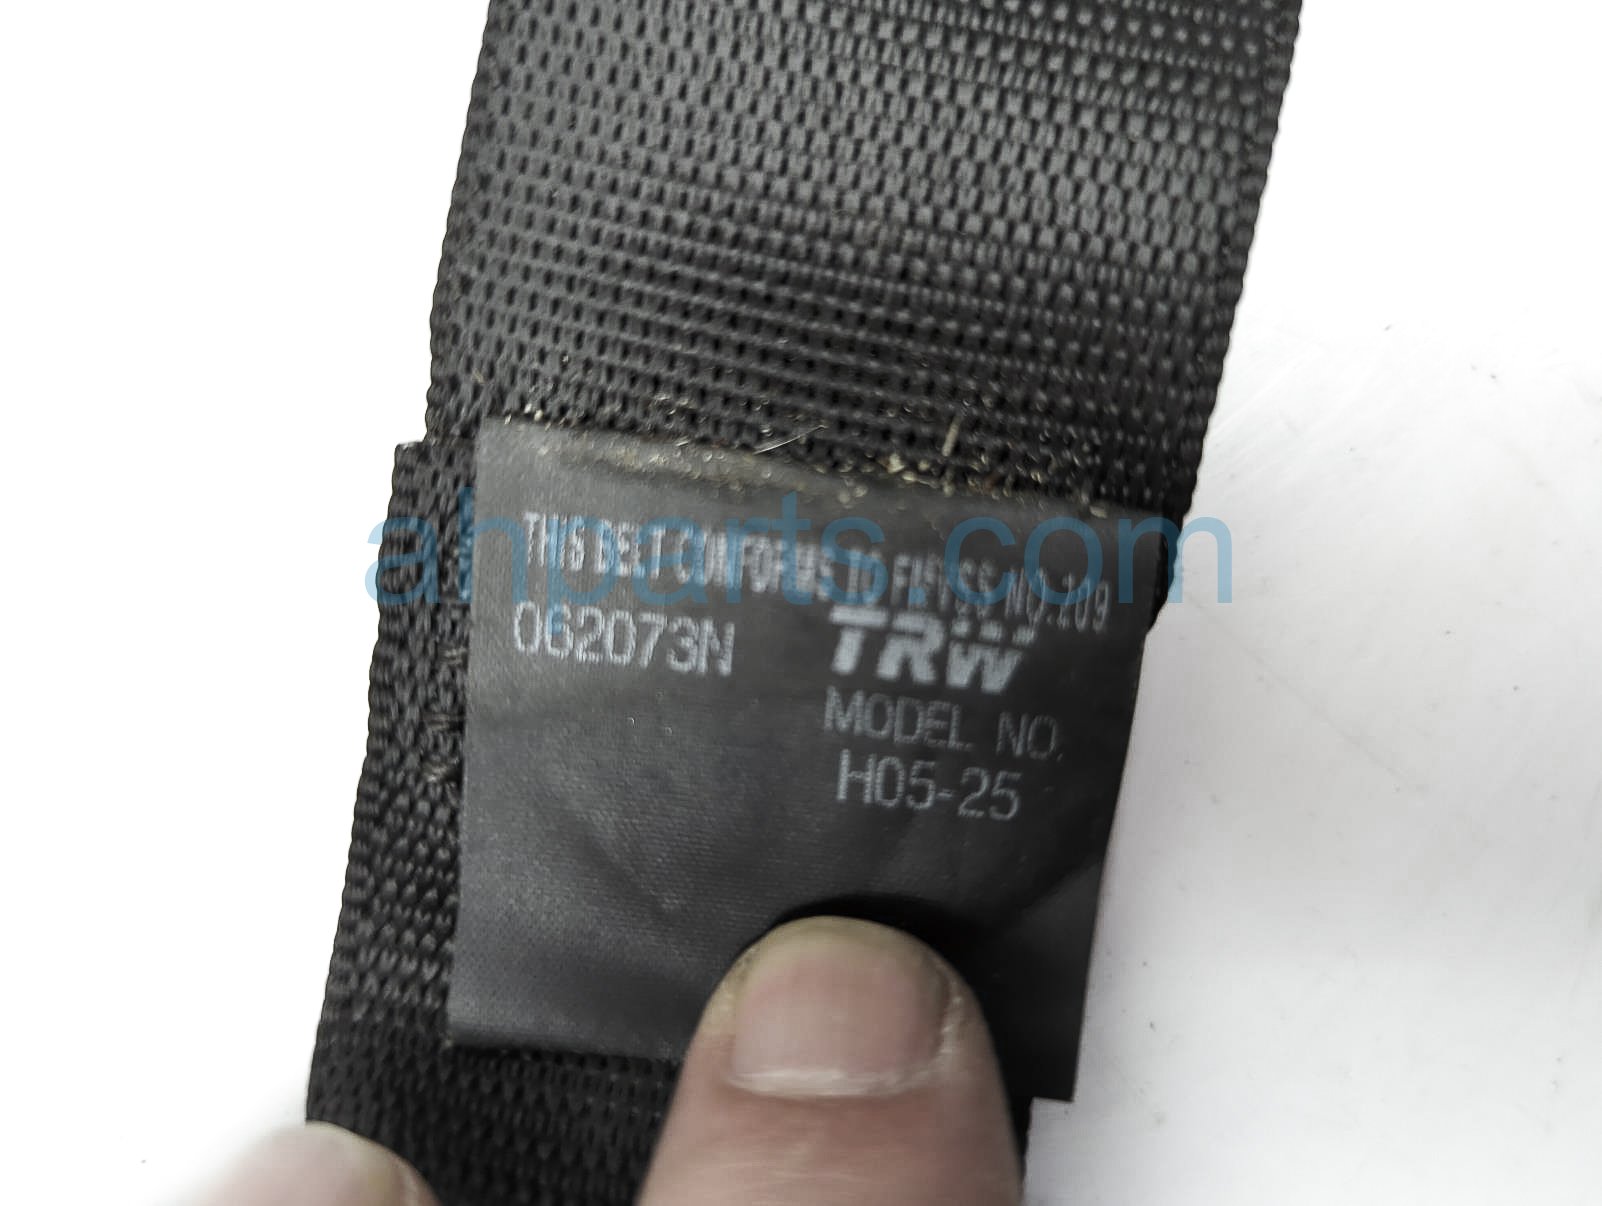 THIS BELT CONFORMS TO FMVSS NO.209
062073N
TRW
MODEL NO.
H05-25
ahparts.com